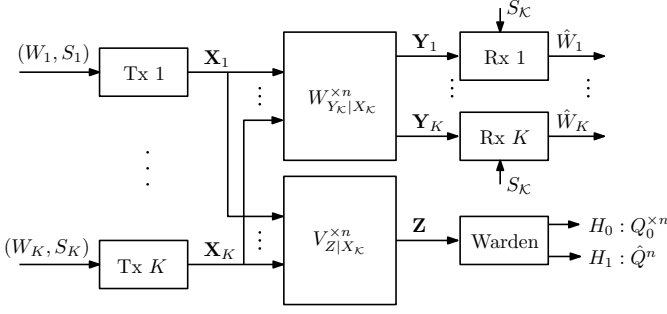 S_𝒦
(W_1, S_1)
Tx 1
X_1
Y_1
Rx 1
Ŵ_1
W^{×n}_{Y_𝒦|X_𝒦}
Y_K
Rx K
Ŵ_K
S_𝒦
(W_K, S_K)
Tx K
X_K
V^{×n}_{Z|X_𝒦}
Z
Warden
H_0 : Q_0^{×n}
H_1 : Q̂^n